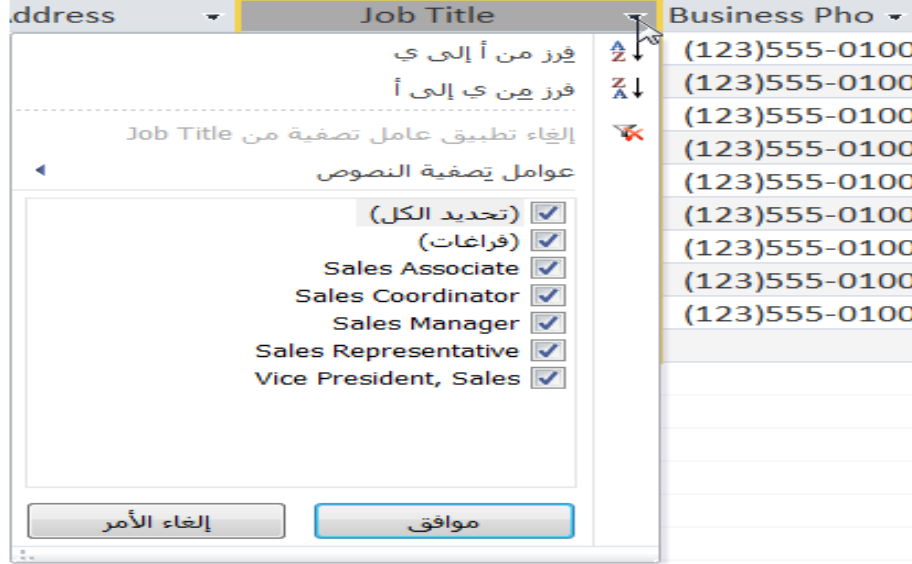 ddress Job Title Business Pho
فرز من أ إلى ي
فرز من ي إلى أ
إلغاء تطبيق عامل تصفية من Job Title
عوامل تصفية النصوص
(تحديد الكل)
(فراغات)
Sales Associate
Sales Coordinator
Sales Manager
Sales Representative
Vice President, Sales
موافق
إلغاء الأمر
(123)555-0100
(123)555-0100
(123)555-0100
(123)555-0100
(123)555-0100
(123)555-0100
(123)555-0100
(123)555-0100
(123)555-0100